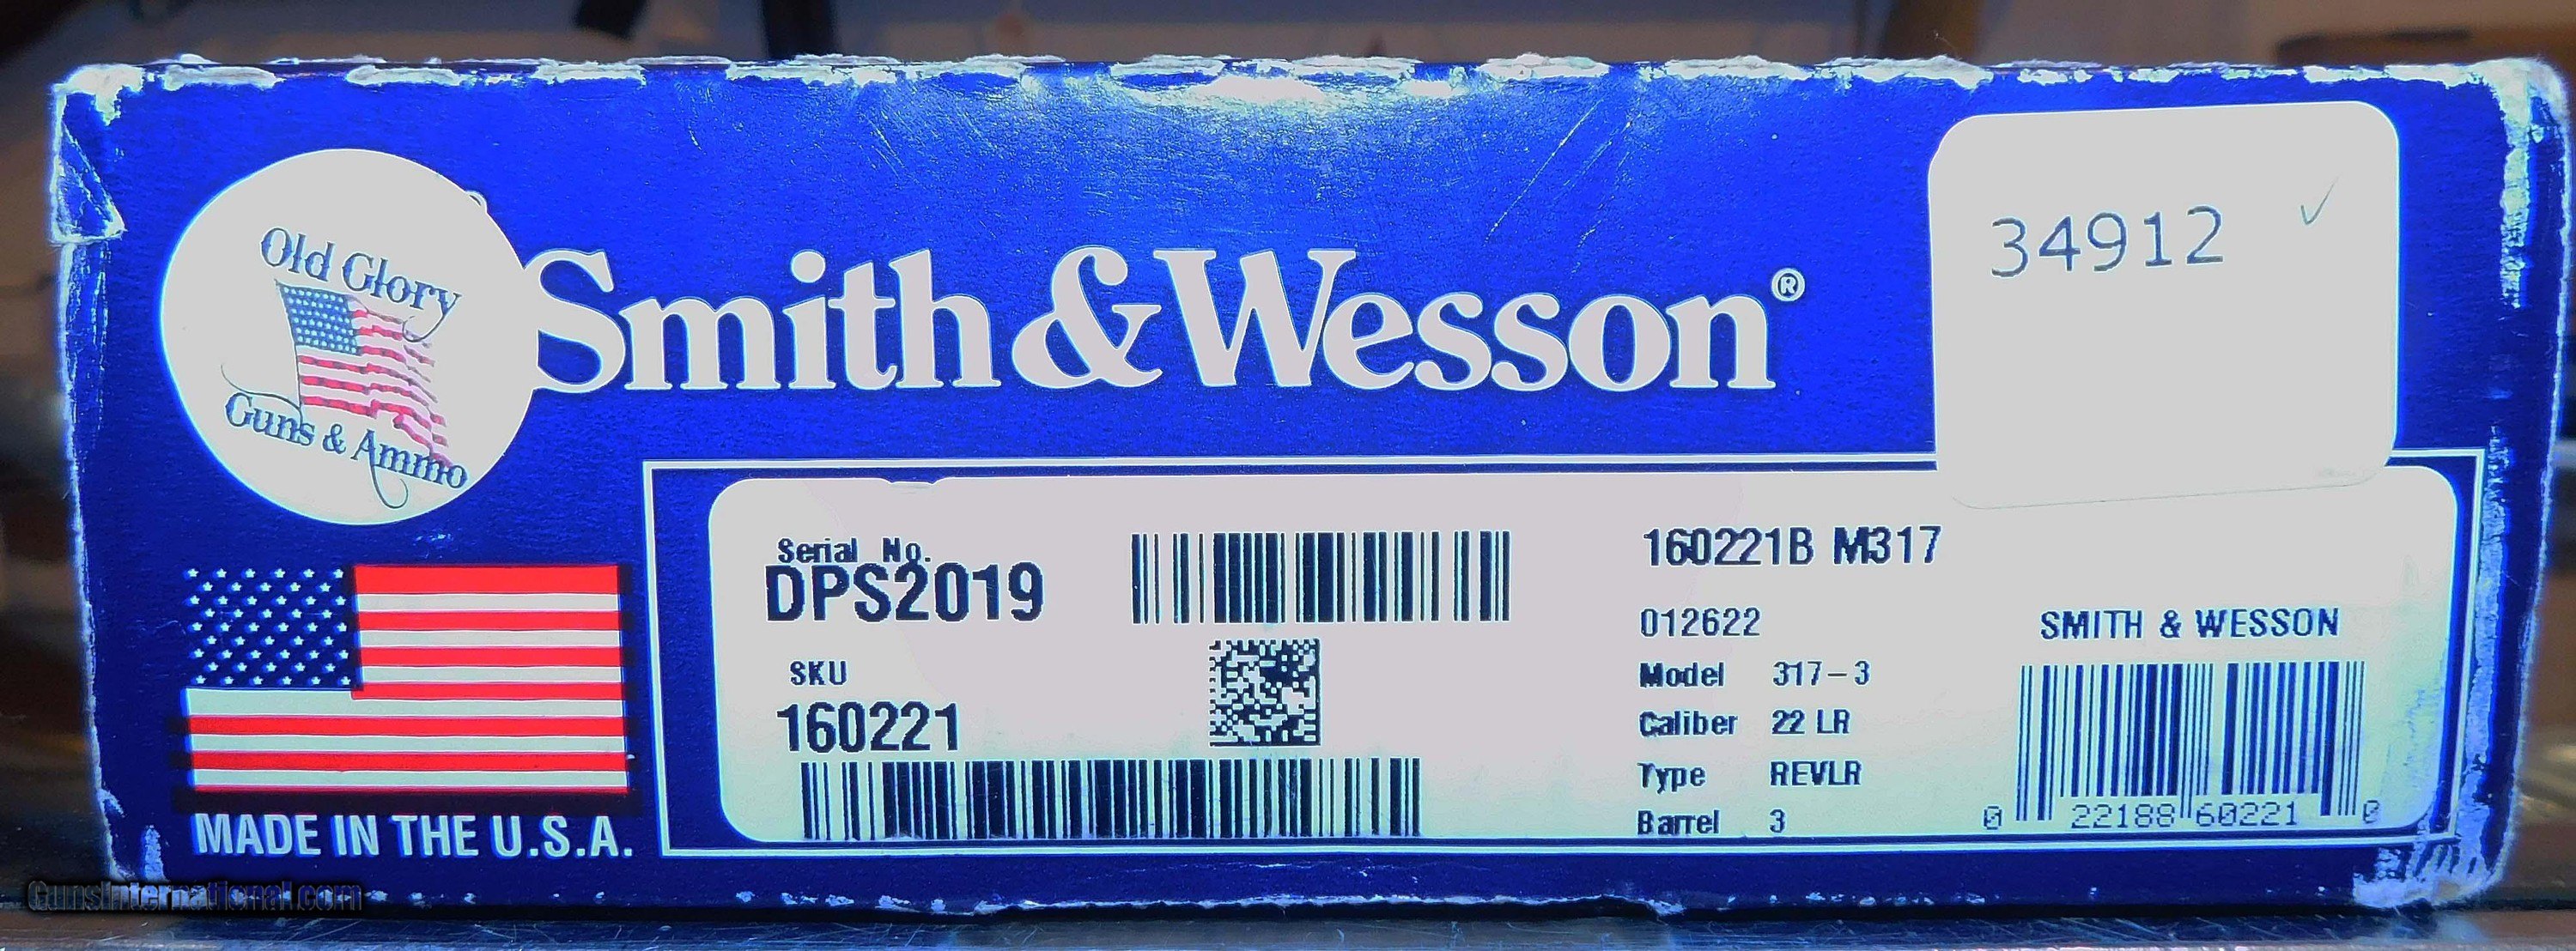 Old Glory
Guns & Ammo
Smith & Wesson®
34912 ✓
MADE IN THE U.S.A.
Serial No.
DPS2019
SKU
160221
160221B M317
012622
Model 317-3
Caliber 22 LR
Type REVLR
Barrel 3
SMITH & WESSON
0 22188 60221 0
GunsInternational.com